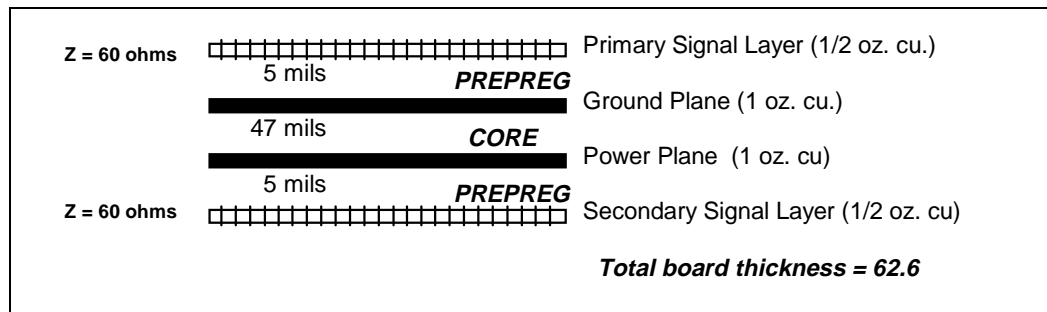 Z = 60 ohms Primary Signal Layer (1/2 oz. cu.)
5 mils PREPREG
Ground Plane (1 oz. cu.)
47 mils CORE
Power Plane (1 oz. cu)
5 mils PREPREG
Z = 60 ohms Secondary Signal Layer (1/2 oz. cu)
Total board thickness = 62.6